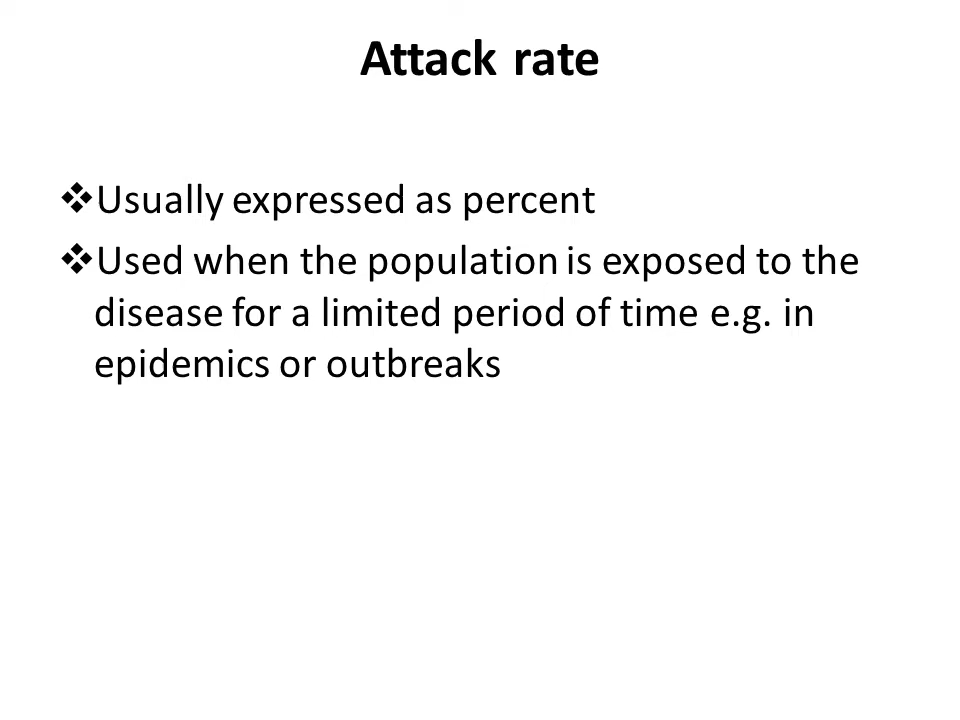 Attack rate
❖Usually expressed as percent
❖Used when the population is exposed to the
disease for a limited period of time e.g. in
epidemics or outbreaks